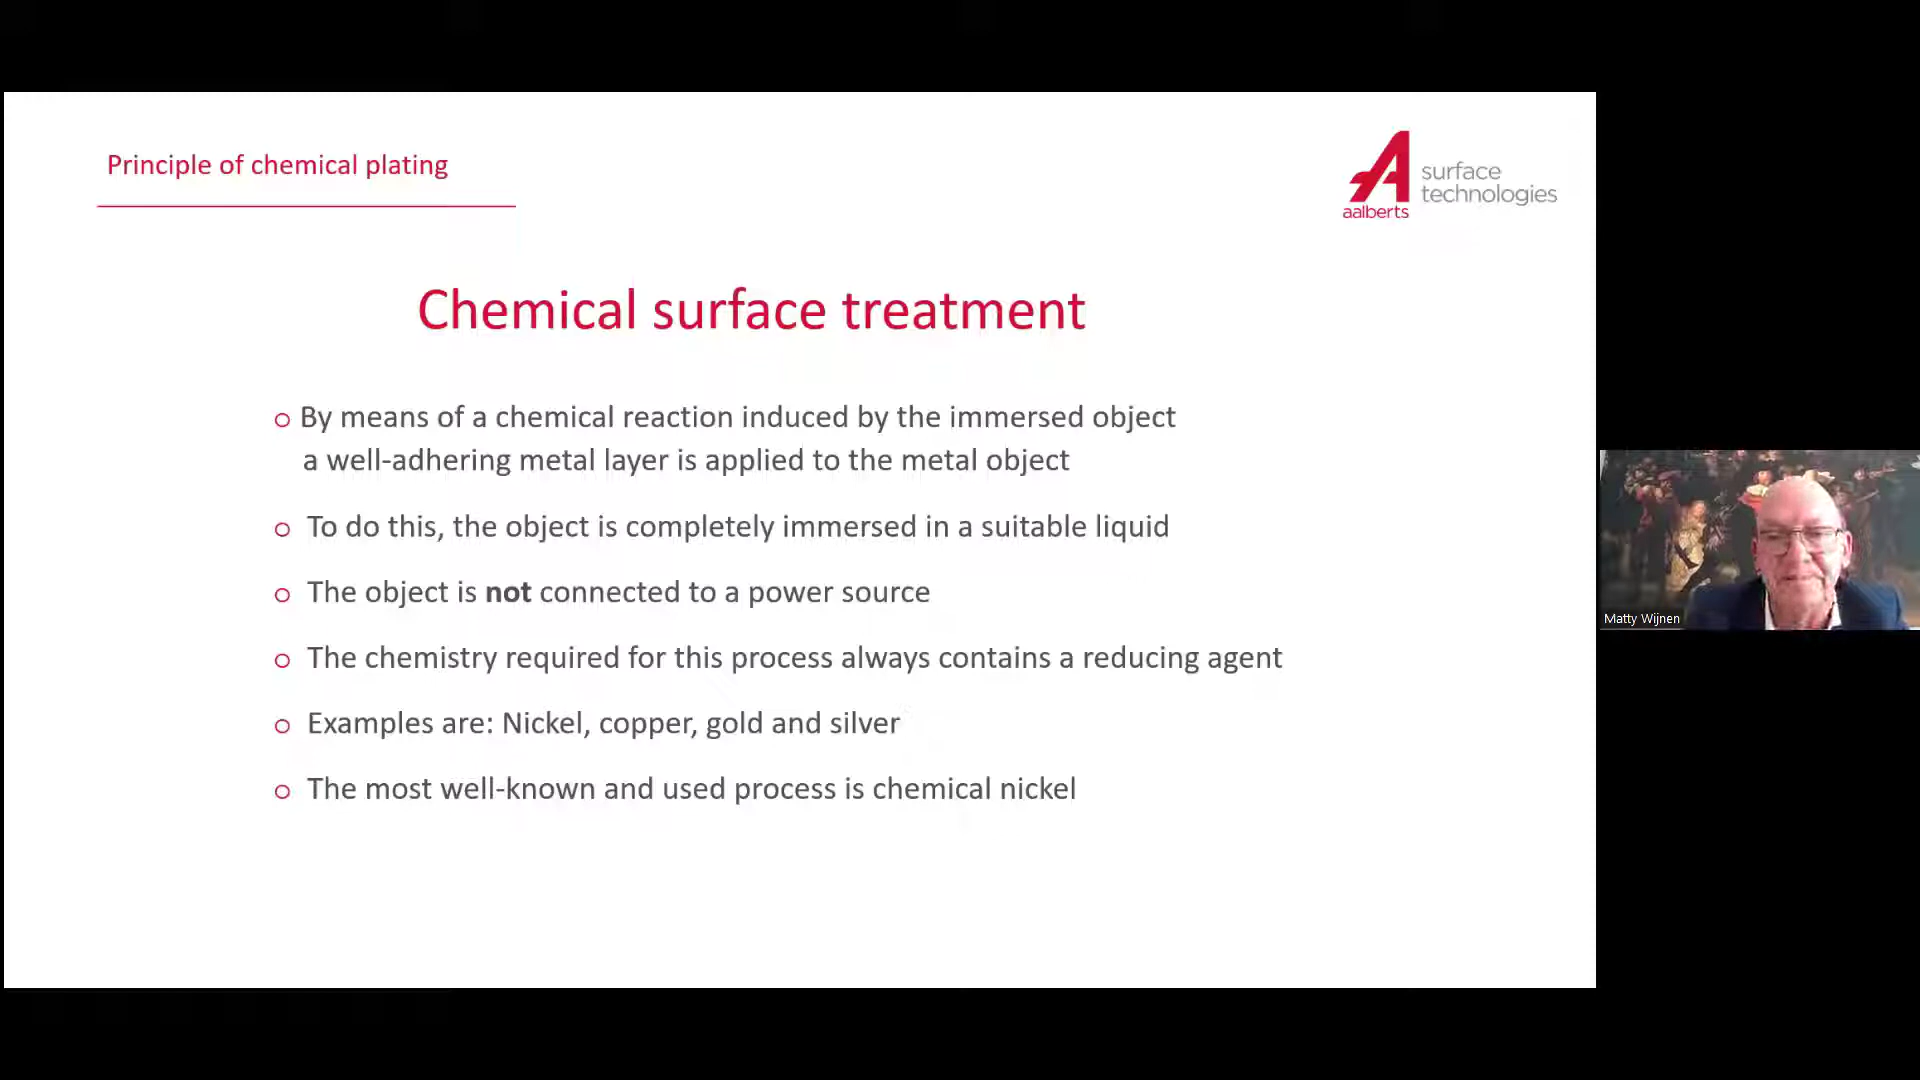 Principle of chemical plating
surface
technologies
aalberts
Chemical surface treatment
o By means of a chemical reaction induced by the immersed object
a well-adhering metal layer is applied to the metal object
o To do this, the object is completely immersed in a suitable liquid
o The object is not connected to a power source
o The chemistry required for this process always contains a reducing agent
o Examples are: Nickel, copper, gold and silver
o The most well-known and used process is chemical nickel
Matty Wijnen